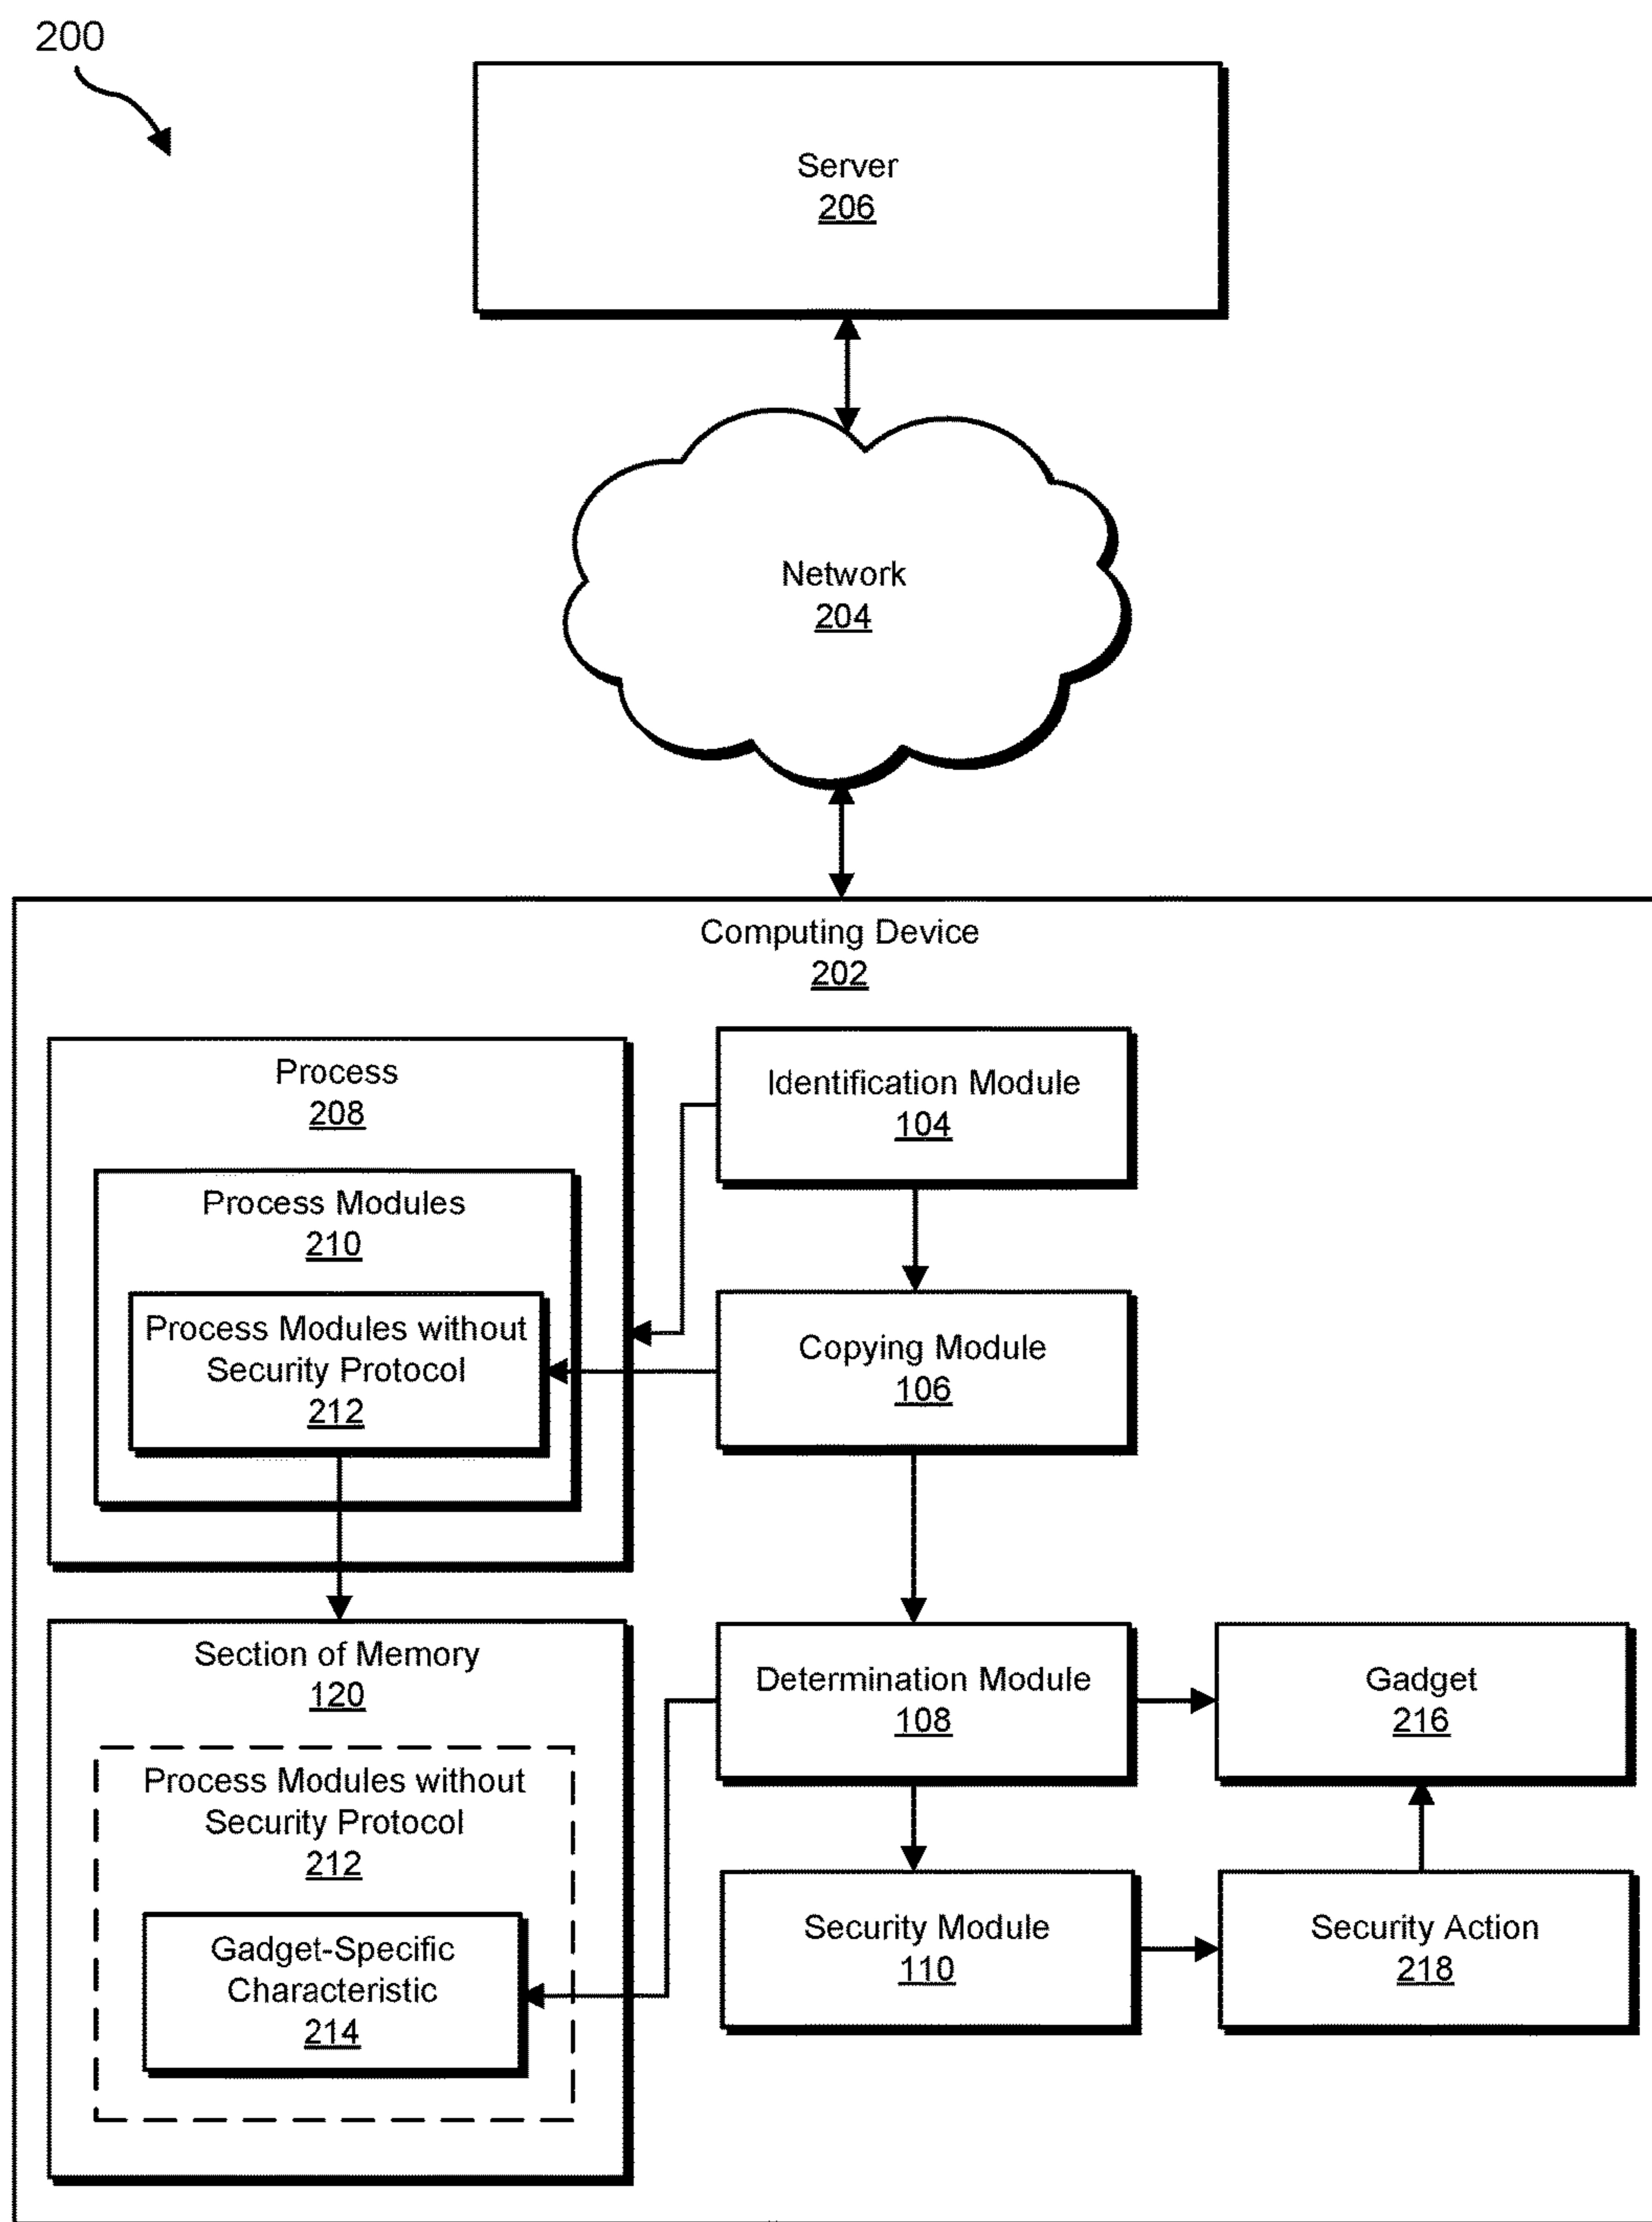 200
Server
206
Network
204
Computing Device
202
Process
208
Process Modules
210
Process Modules without
Security Protocol
212
Identification Module
104
Copying Module
106
Section of Memory
120
Process Modules without
Security Protocol
212
Gadget-Specific
Characteristic
214
Determination Module
108
Gadget
216
Security Module
110
Security Action
218